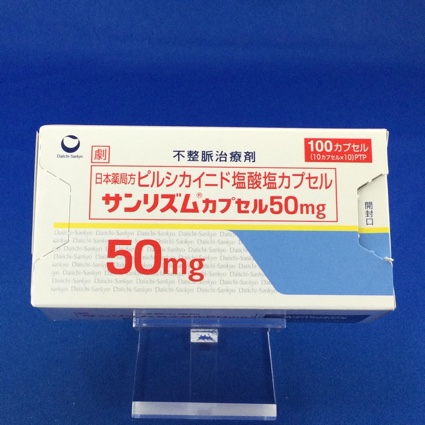 Daiichi-Sankyo
劇
不整脈治療剤
100カプセル
(10カプセル×10)PTP
日本薬局方 ピルシカイニド塩酸塩カプセル
サンリズム®カプセル50mg
開封口
50mg